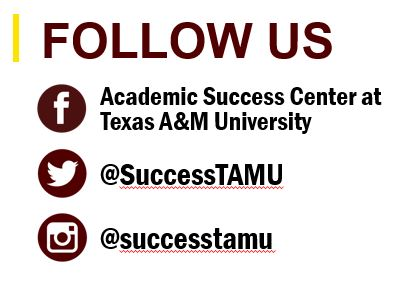 FOLLOW US
Academic Success Center at
Texas A&M University
@SuccessTAMU
@successtamu